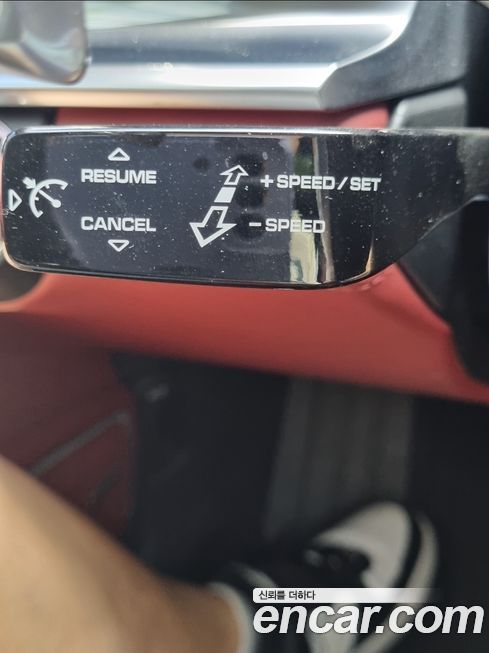 RESUME
+ SPEED / SET
CANCEL
- SPEED
신뢰를 더하다
encar.com